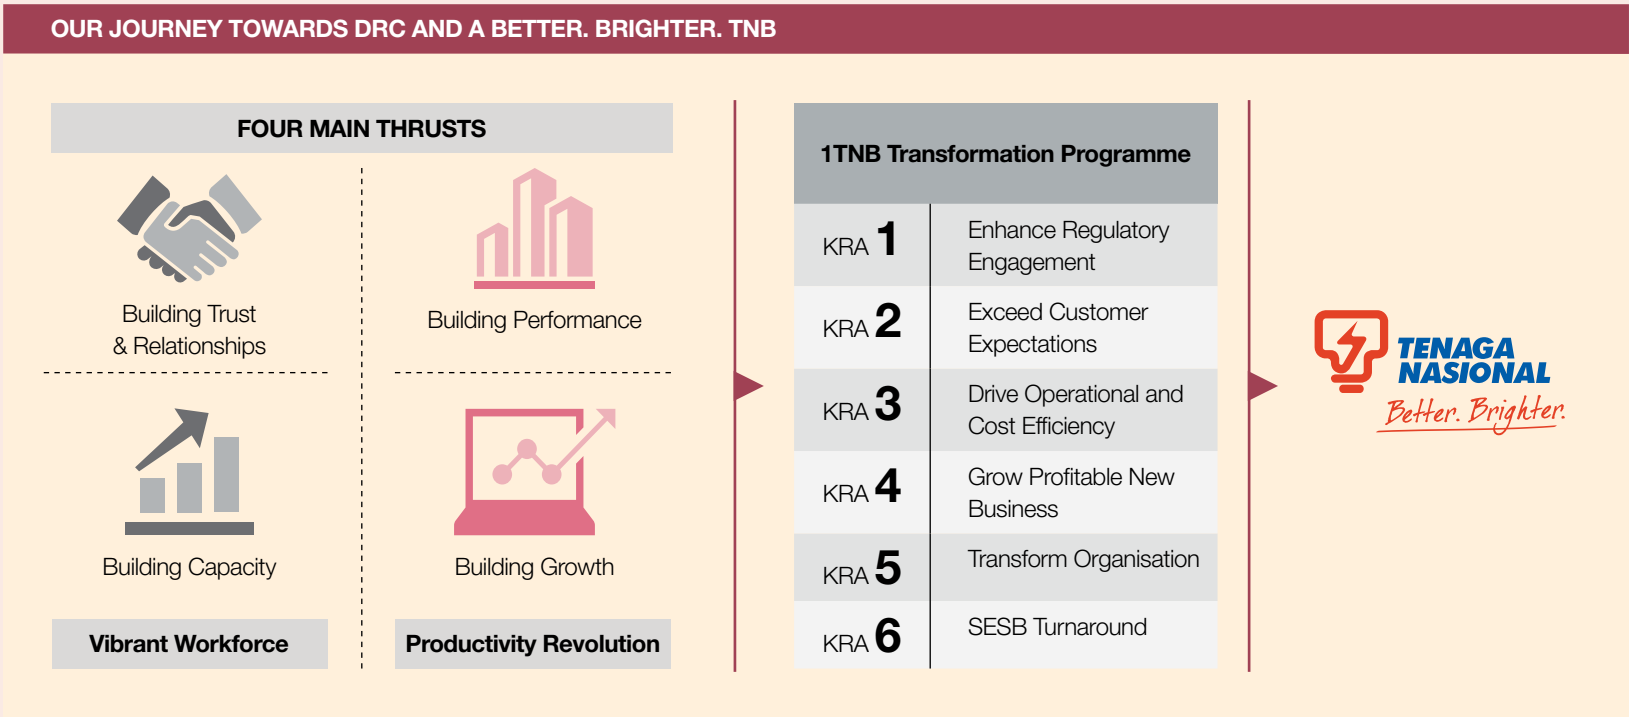 OUR JOURNEY TOWARDS DRC AND A BETTER. BRIGHTER. TNB
FOUR MAIN THRUSTS
Building Trust
& Relationships
Building Performance
Building Capacity
Building Growth
Vibrant Workforce
Productivity Revolution
1TNB Transformation Programme
KRA 1
Enhance Regulatory
Engagement
KRA 2
Exceed Customer
Expectations
KRA 3
Drive Operational and
Cost Efficiency
KRA 4
Grow Profitable New
Business
KRA 5
Transform Organisation
KRA 6
SESB Turnaround
TENAGA
NASIONAL
Better. Brighter.